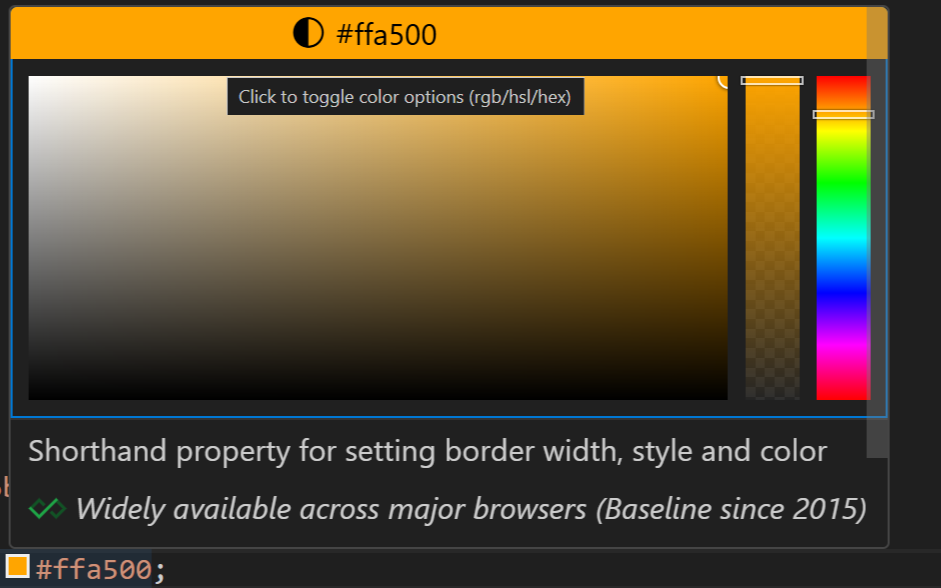 #ffa500
Click to toggle color options (rgb/hsl/hex)
Shorthand property for setting border width, style and color
Widely available across major browsers (Baseline since 2015)
#ffa500;